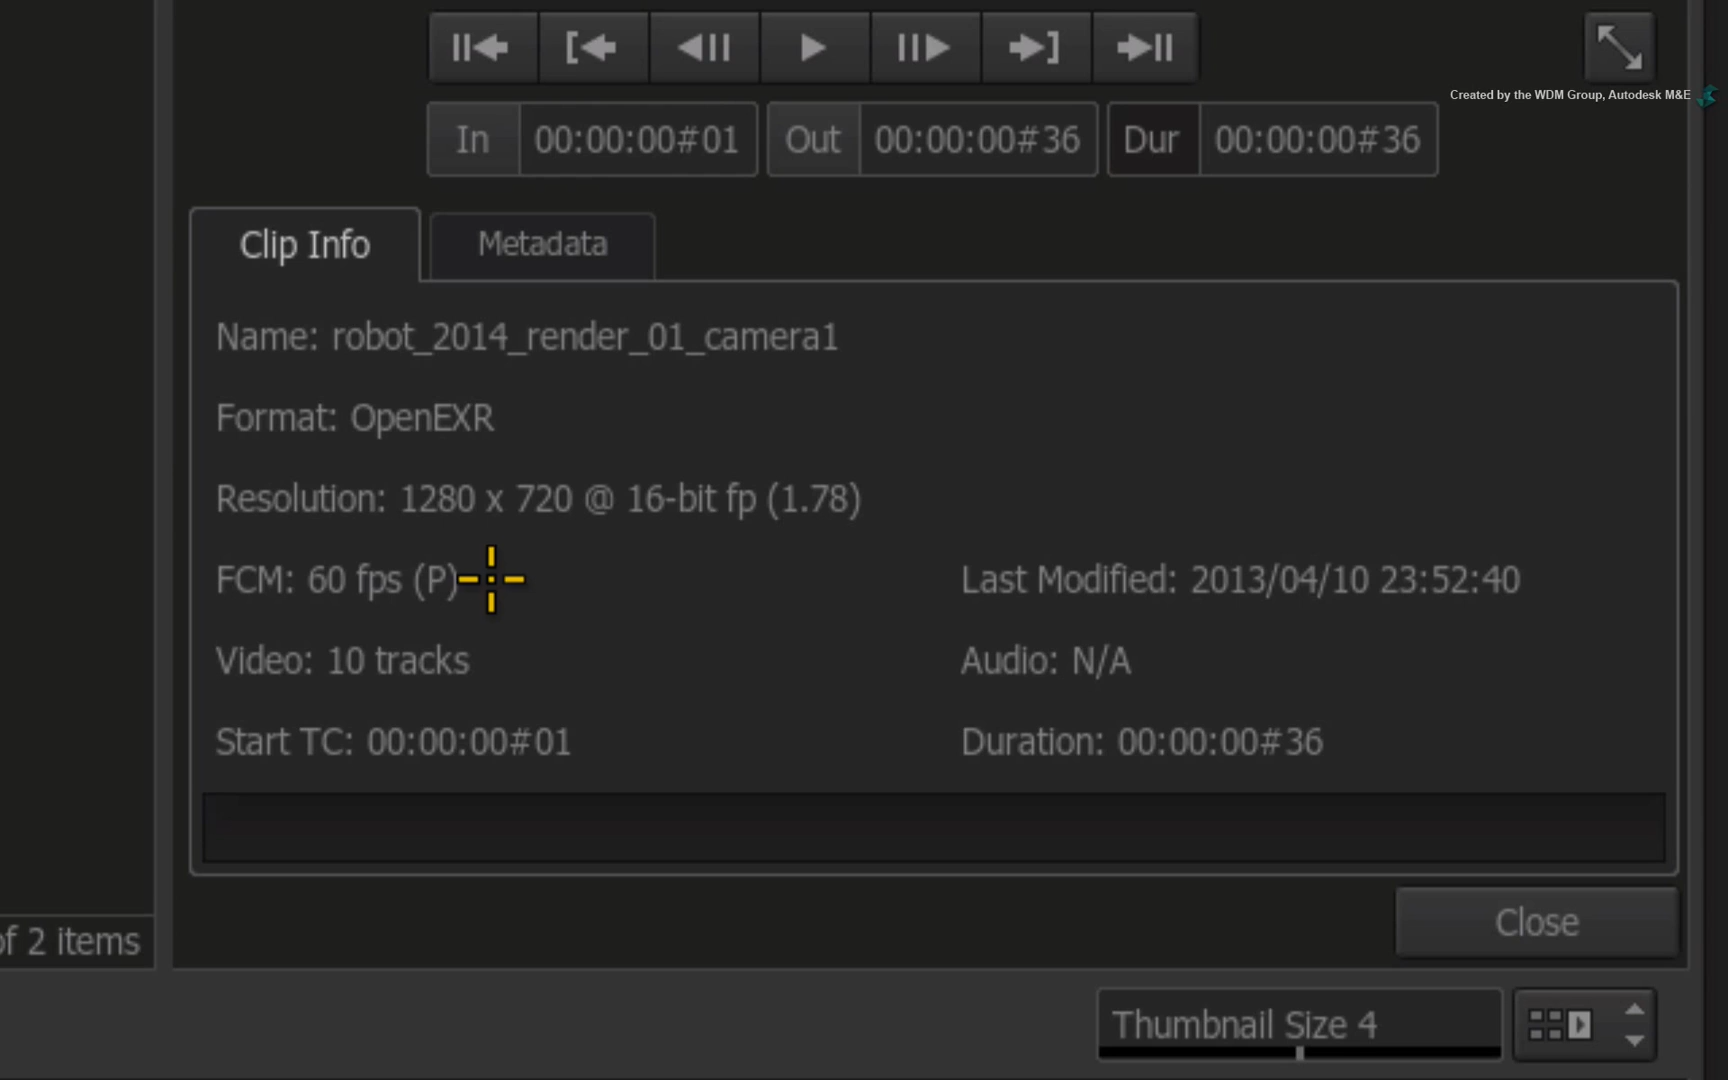 Created by the WDM Group, Autodesk M&E
In 00:00:00#01 Out 00:00:00#36 Dur 00:00:00#36
Clip Info Metadata
Name: robot_2014_render_01_camera1
Format: OpenEXR
Resolution: 1280 x 720 @ 16-bit fp (1.78)
FCM: 60 fps (P) Last Modified: 2013/04/10 23:52:40
Video: 10 tracks Audio: N/A
Start TC: 00:00:00#01 Duration: 00:00:00#36
Close
of 2 items
Thumbnail Size 4